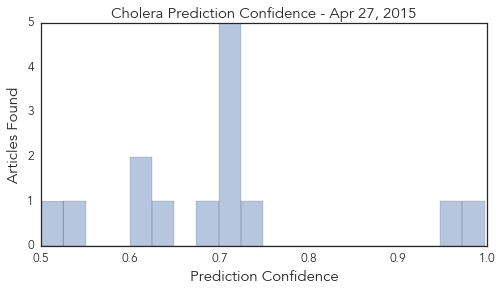 Cholera Prediction Confidence - Apr 27, 2015
Articles Found
5
4
3
2
1
0
0.5 0.6 0.7 0.8 0.9 1.0
Prediction Confidence